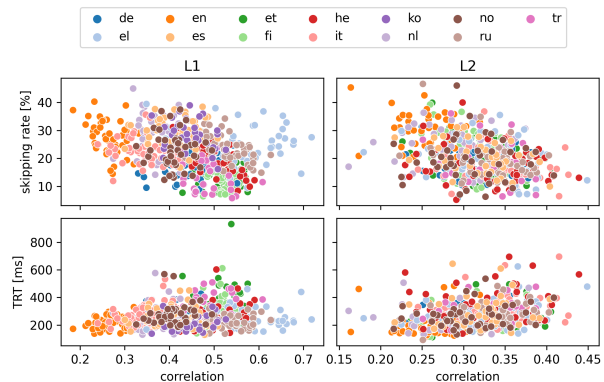 de en et he ko no tr
el es fi it nl ru
L1 L2
skipping rate [%]
40
30
20
10
TRT [ms]
800
600
400
200
0.2 0.3 0.4 0.5 0.6 0.7 0.15 0.20 0.25 0.30 0.35 0.40 0.45
correlation correlation